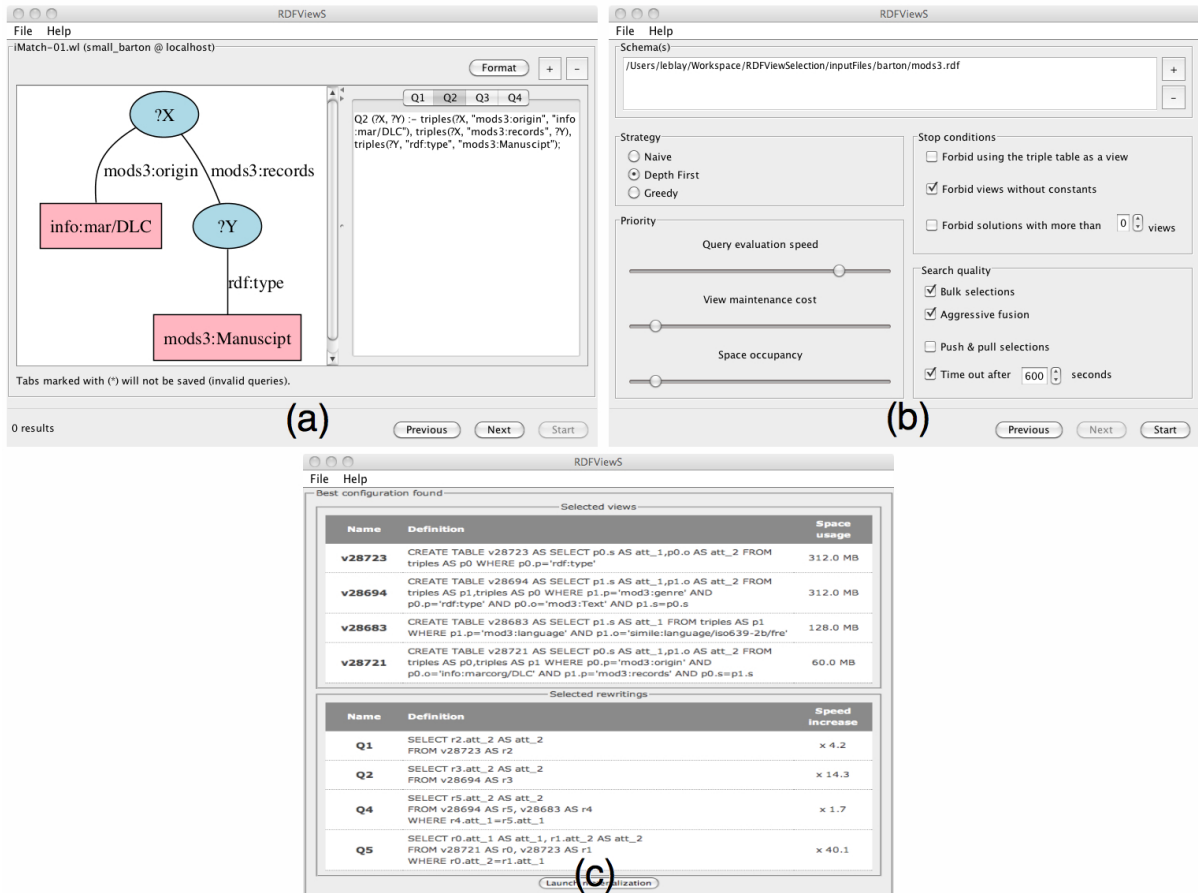 RDFViewS
File Help
iMatch-01.wl (small_barton @ localhost)
Format + -
?X
mods3:origin mods3:records
info:mar/DLC
?Y
rdf:type
mods3:Manuscipt
Q1 Q2 Q3 Q4
Q2 (?X, ?Y) :- triples(?X, "mods3:origin", "info
:mar/DLC"), triples(?X, "mods3:records", ?Y),
triples(?Y, "rdf:type", "mods3:Manuscript");
Tabs marked with (*) will not be saved (invalid queries).
0 results
(a)
Previous Next Start
RDFViewS
File Help
Schema(s)
/Users/leblay/Workspace/RDFViewSelection/inputFiles/barton/mods3.rdf
+
-
Strategy
Naive
Depth First
Greedy
Priority
Query evaluation speed
View maintenance cost
Space occupancy
Stop conditions
Forbid using the triple table as a view
Forbid views without constants
Forbid solutions with more than 0 views
Search quality
Bulk selections
Aggressive fusion
Push & pull selections
Time out after 600 seconds
(b)
Previous Next Start
RDFViewS
File Help
Best configuration found
Selected views
Name Definition Space
usage
v28723 CREATE TABLE v28723 AS SELECT p0.s AS att_1,p0.o AS att_2 FROM
triples AS p0 WHERE p0.p='rdf:type' 312.0 MB
v28694 CREATE TABLE v28694 AS SELECT p1.s AS att_1,p1.o AS att_2 FROM
triples AS p1,triples AS p0 WHERE p1.p='mod3:genre' AND 312.0 MB
p0.p='rdf:type' AND p0.o='mod3:Text' AND p1.s=p0.s
v28683 CREATE TABLE v28683 AS SELECT p1.s AS att_1 FROM triples AS p1
WHERE p1.p='mod3:language' AND p1.o='simile:language/iso639-2b/fre' 128.0 MB
v28721 CREATE TABLE v28721 AS SELECT p0.s AS att_1,p1.o AS att_2 FROM
triples AS p0,triples AS p1 WHERE p0.p='mod3:origin' AND 60.0 MB
p0.o='info:marcorg/DLC' AND p1.p='mod3:records' AND p0.s=p1.s
Selected rewritings
Name Definition Speed
increase
Q1 SELECT r2.att_2 AS att_2
FROM v28723 AS r2 x 4.2
Q2 SELECT r3.att_2 AS att_2
FROM v28694 AS r3 x 14.3
Q4 SELECT r5.att_2 AS att_2
FROM v28694 AS r5, v28683 AS r4 x 1.7
WHERE r4.att_1=r5.att_1
Q5 SELECT r0.att_1 AS att_1, r1.att_2 AS att_2
FROM v28721 AS r0, v28723 AS r1 x 40.1
WHERE r0.att_2=r1.att_1
(c)
Launch